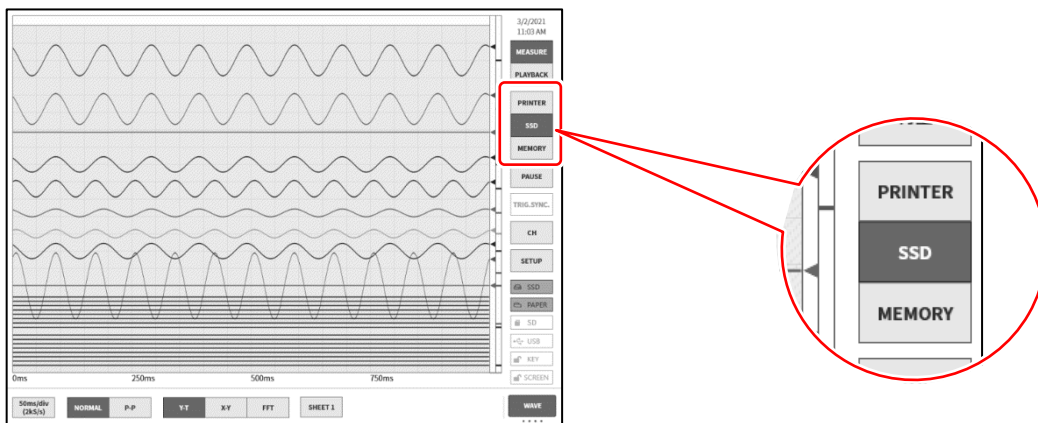 3/2/2021
11:03 AM
MEASURE
PLAYBACK
PRINTER
SSD
MEMORY
PAUSE
TRIG.SYNC.
CH
SETUP
SSD
PAPER
SD
USB
KEY
SCREEN
0ms 250ms 500ms 750ms
50ms/div
(2kS/s)
NORMAL P-P Y-T X-Y FFT SHEET 1 WAVE
PRINTER
SSD
MEMORY